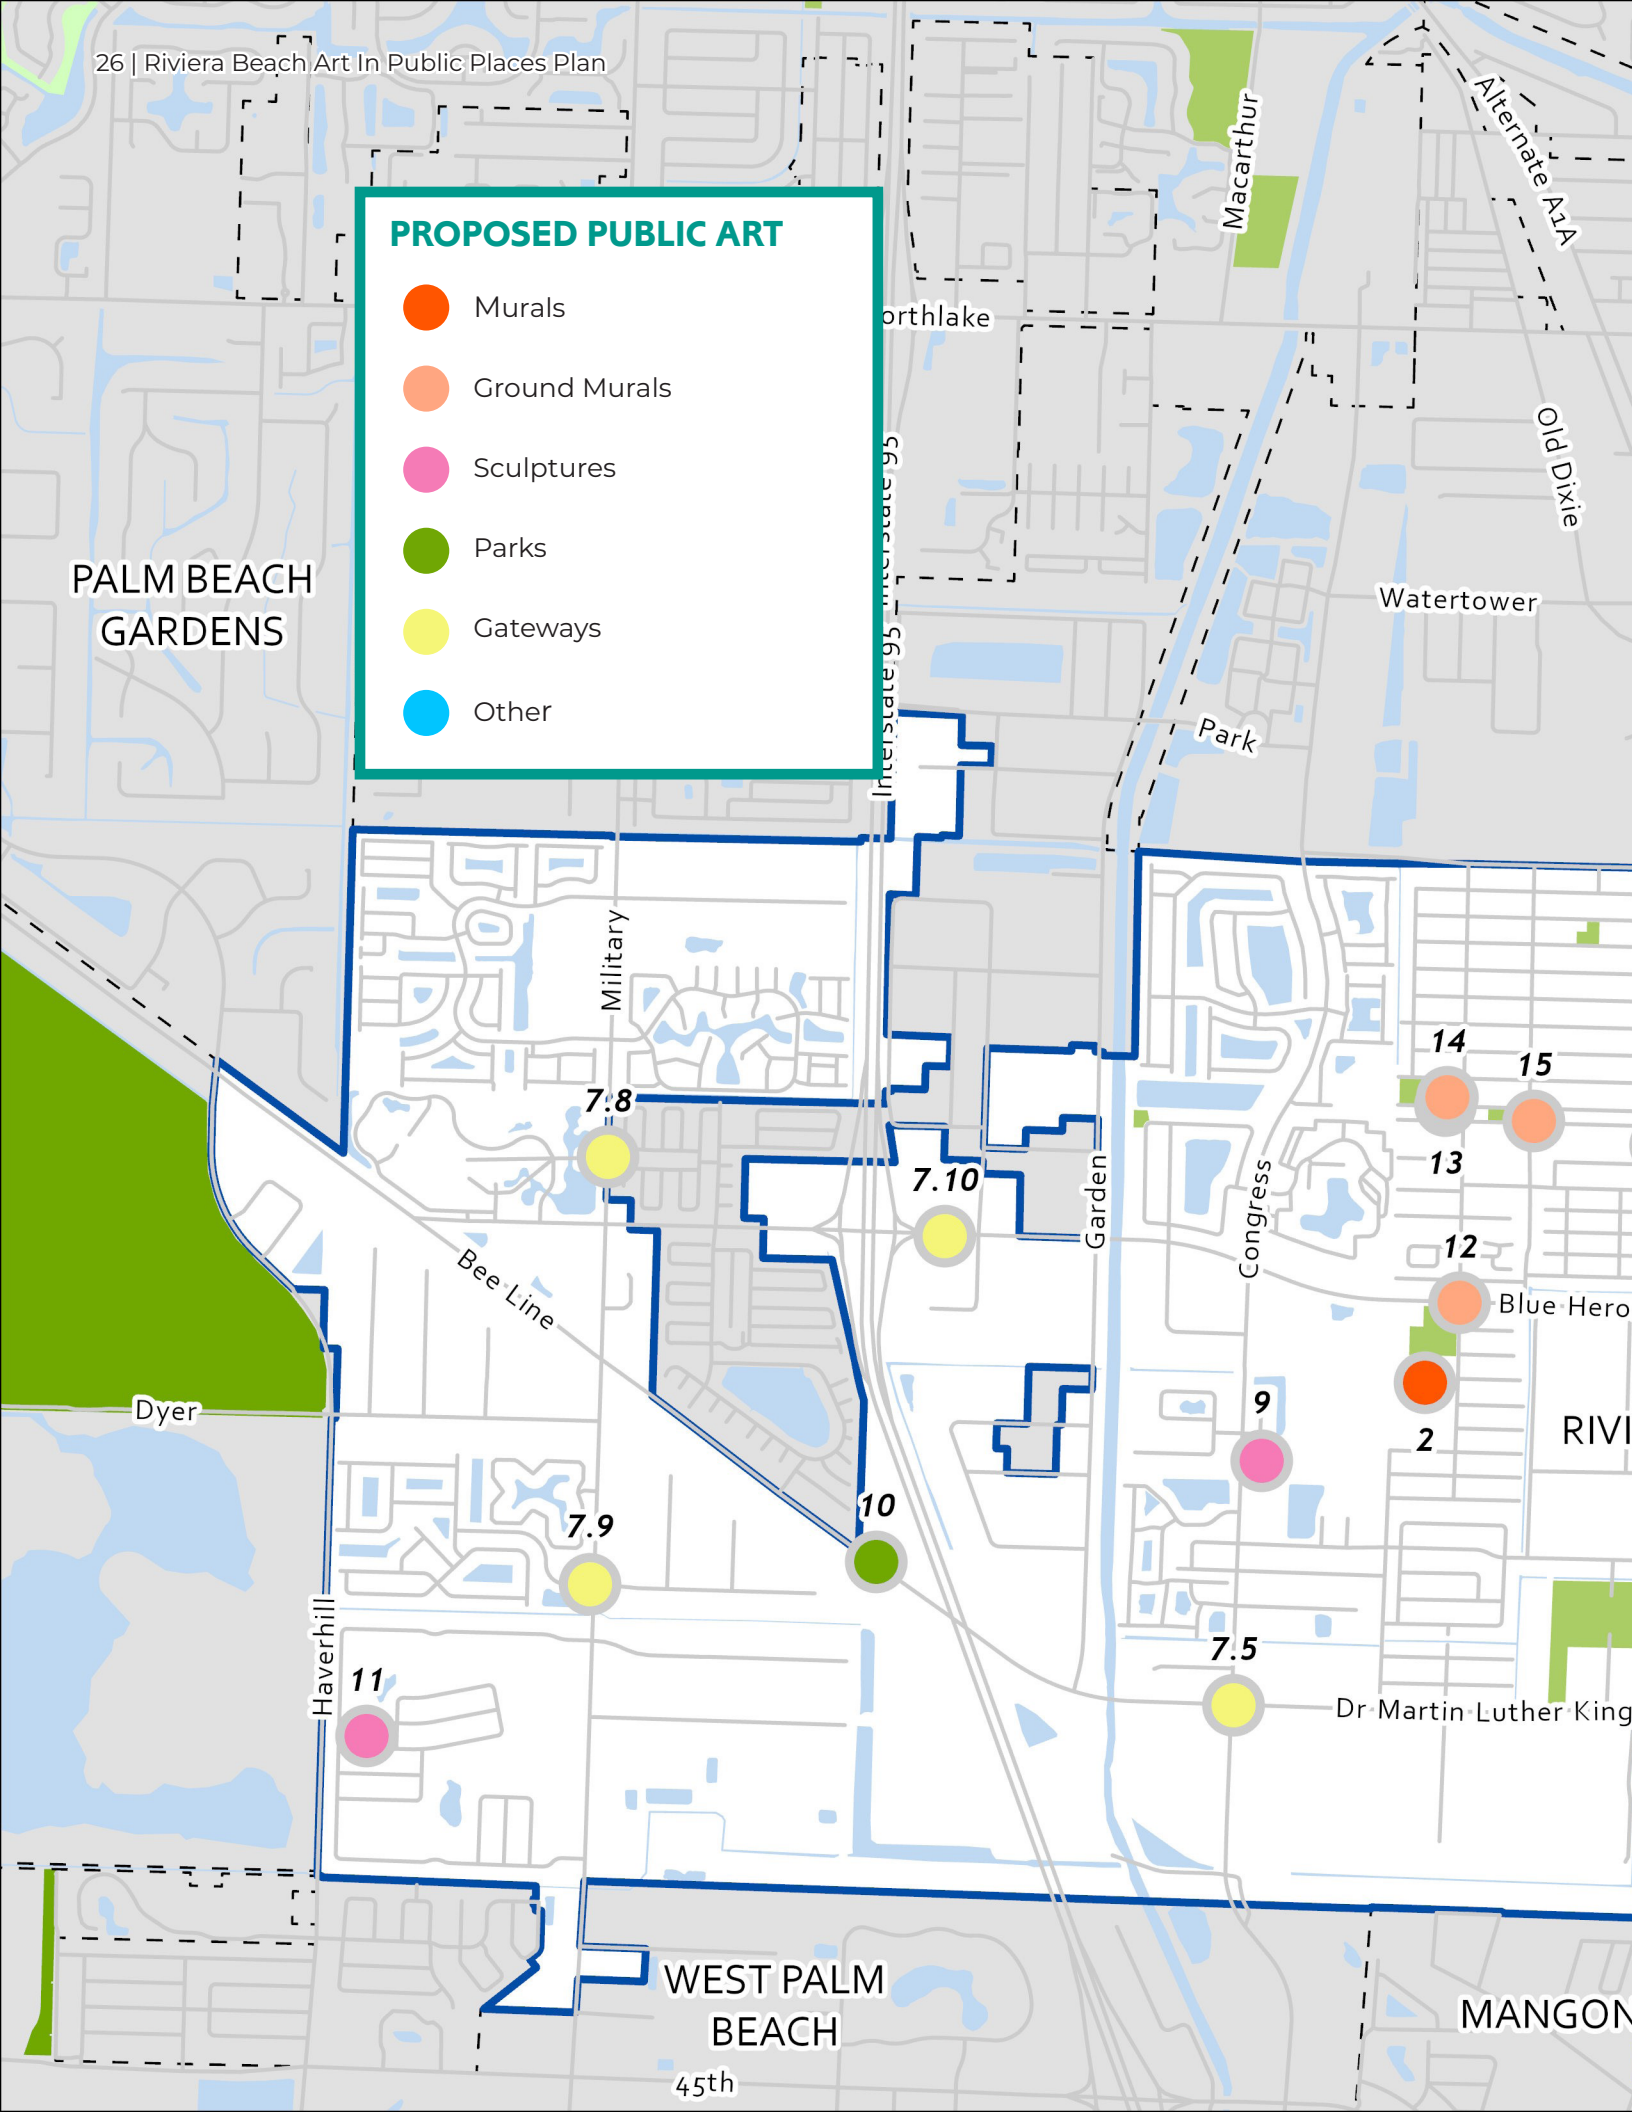 26 | Riviera Beach Art In Public Places Plan
Macarthur
Alternate A1A
PROPOSED PUBLIC ART
Murals
Ground Murals
Sculptures
Parks
Gateways
Other
orthlake
Interstate 95
Interstate 95
Old Dixie
PALM BEACH
GARDENS
Watertower
Park
Military
14
15
7.8
13
7.10
Garden
Congress
12
Bee Line
Blue Hero
Dyer
9
2
RIVI
10
7.9
Haverhill
11
7.5
Dr Martin Luther King
WEST PALM
BEACH
MANGON
45th